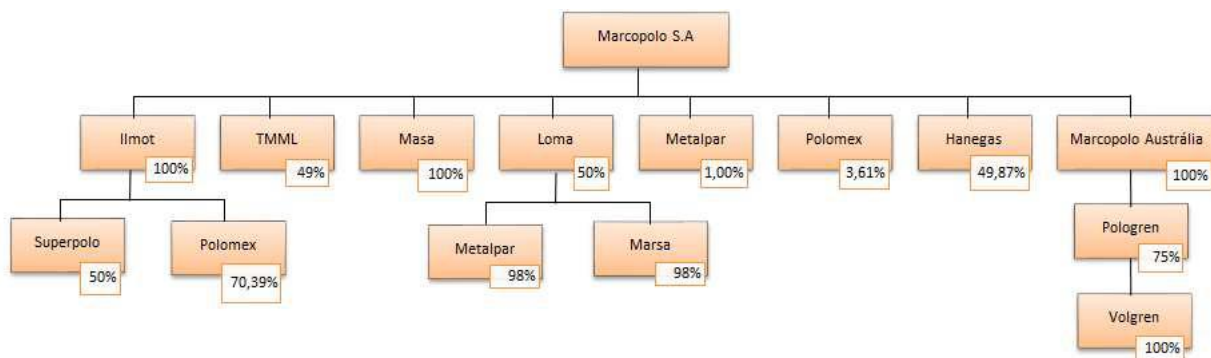 Marcopolo S.A
Ilmot
100%
TMML
49%
Masa
100%
Loma
50%
Metalpar
1,00%
Polomex
3,61%
Hanegas
49,87%
Marcopolo Austrália
100%
Superpolo
50%
Polomex
70,39%
Metalpar
98%
Marsa
98%
Pologren
75%
Volgren
100%